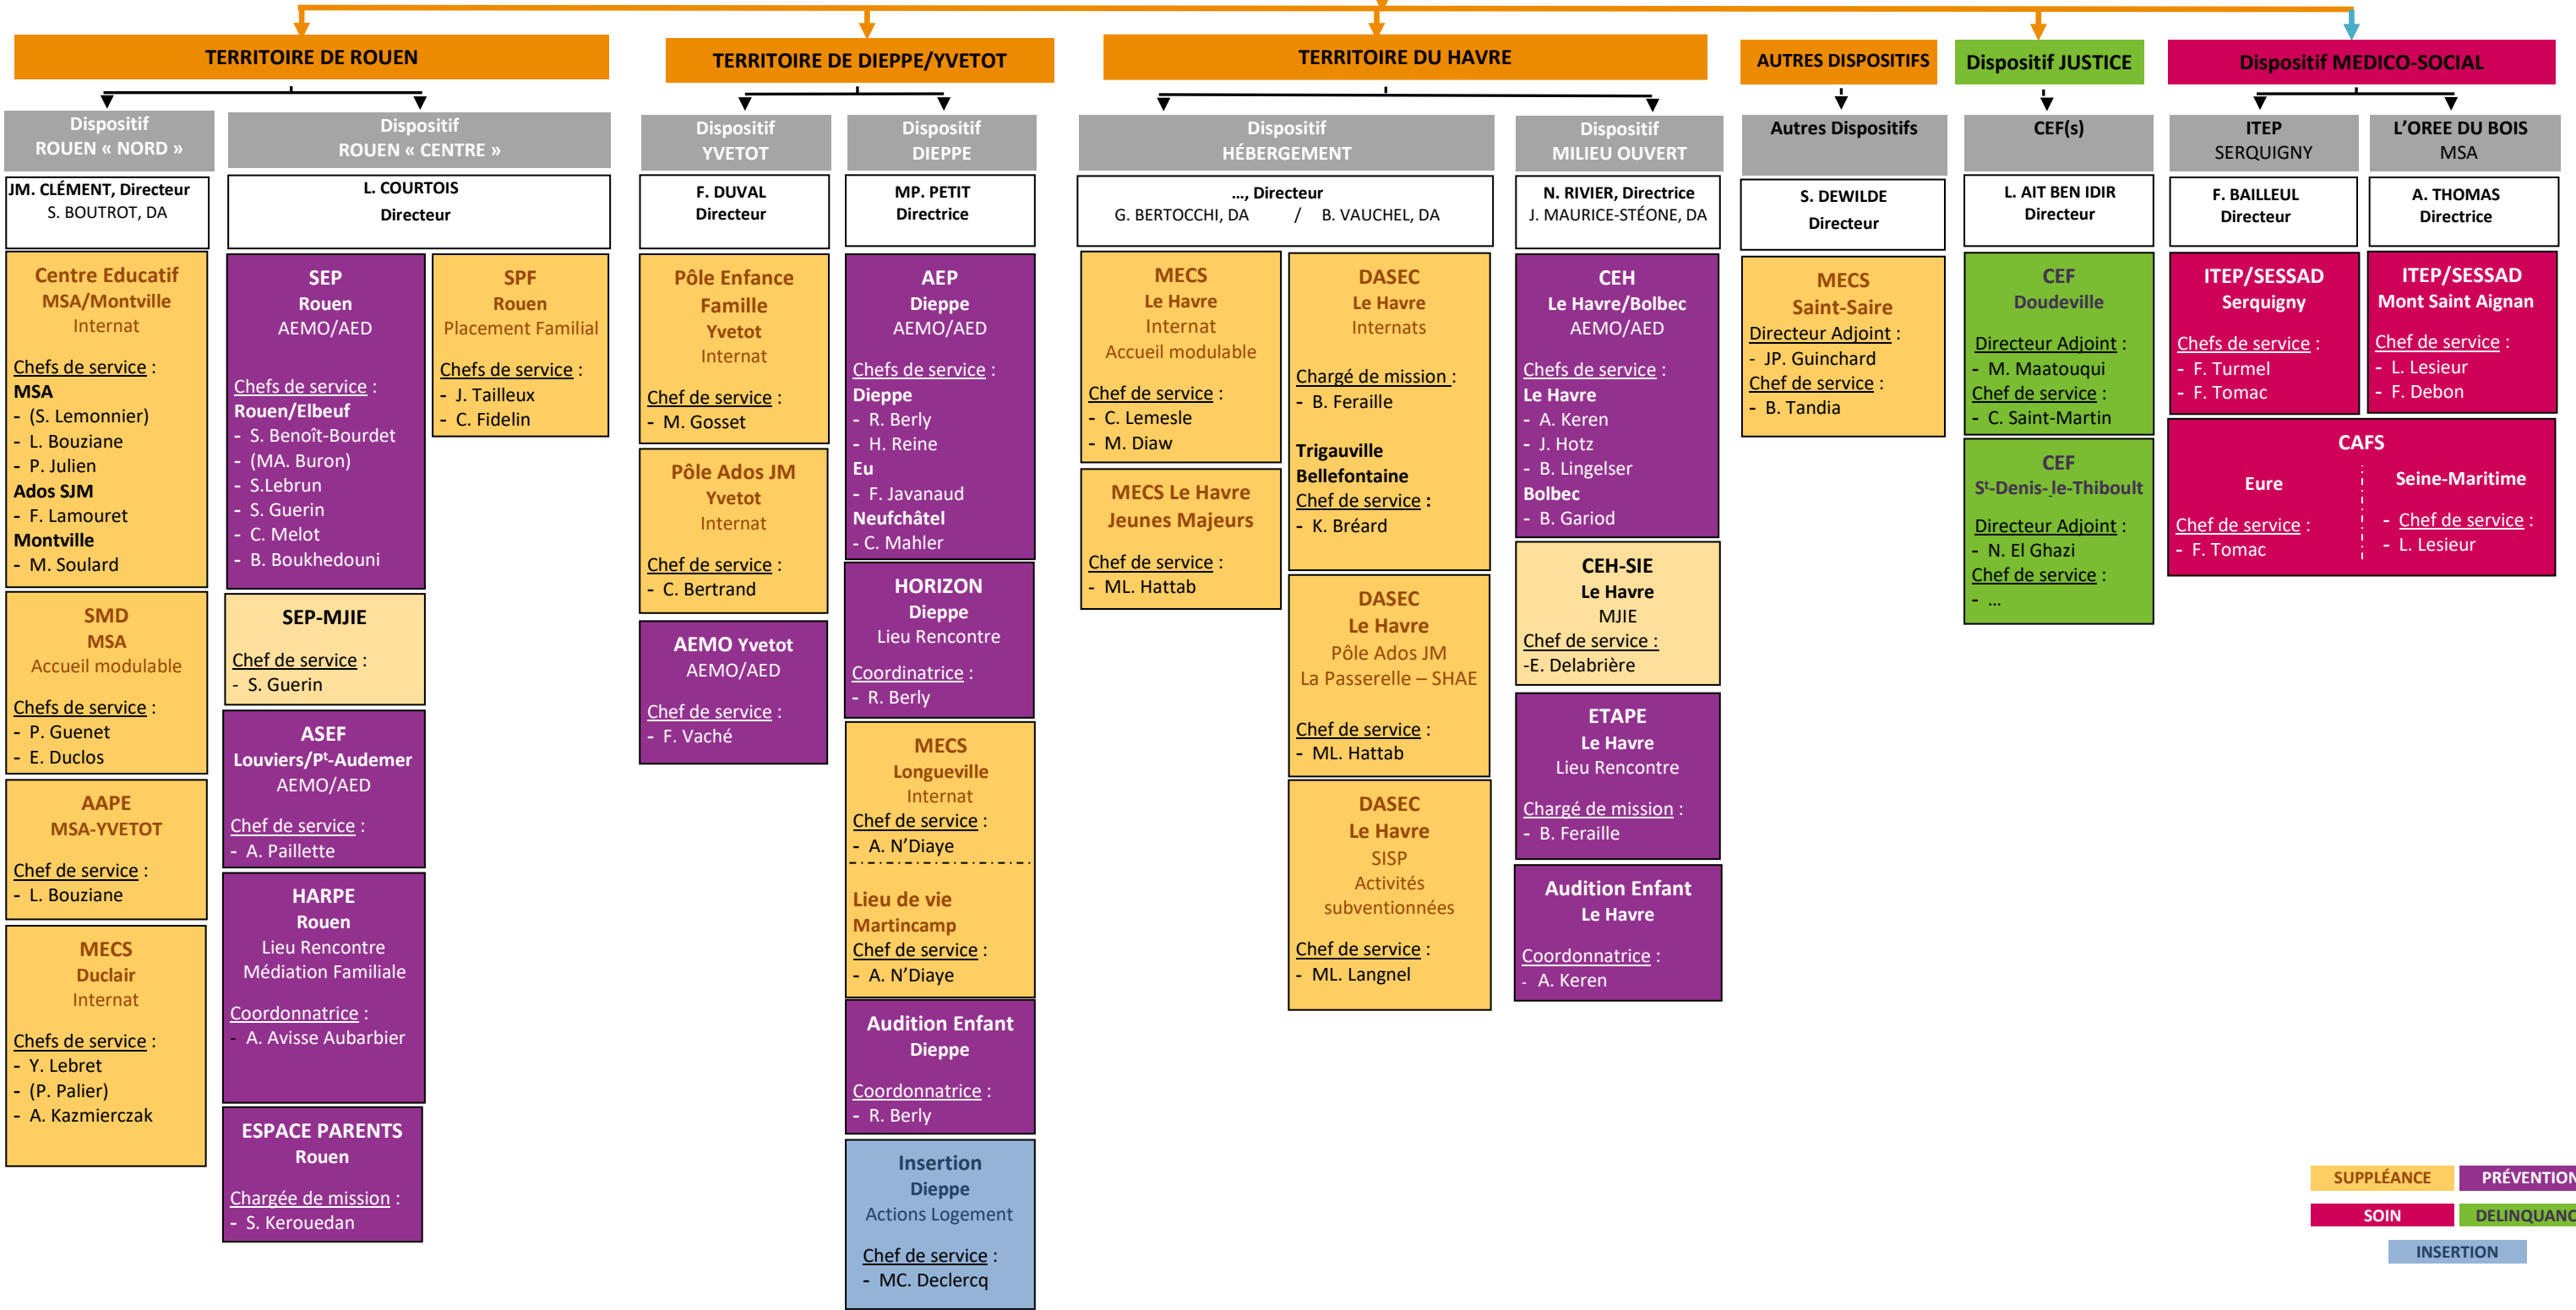 TERRITOIRE DE ROUEN
Dispositif
ROUEN « NORD »
JM. CLÉMENT, Directeur
S. BOUTROT, DA
Centre Educatif
MSA/Montville
Internat
Chefs de service :
MSA
- (S. Lemonnier)
- L. Bouziane
- P. Julien
Ados SJM
- F. Lamouret
Montville
- M. Soulard
SMD
MSA
Accueil modulable
Chefs de service :
- P. Guenet
- E. Duclos
AAPE
MSA-YVETOT
Chef de service :
- L. Bouziane
MECS
Duclair
Internat
Chefs de service :
- Y. Lebret
- (P. Palier)
- A. Kazmierczak
Dispositif
ROUEN « CENTRE »
L. COURTOIS
Directeur
SEP
Rouen
AEMO/AED
Chefs de service :
Rouen/Elbeuf
- S. Benoît-Bourdet
- (MA. Buron)
- S.Lebrun
- S. Guerin
- C. Melot
- B. Boukhedouni
SEP-MJIE
Chef de service :
- S. Guerin
ASEF
Louviers/Pt-Audemer
AEMO/AED
Chef de service :
- A. Paillette
HARPE
Rouen
Lieu Rencontre
Médiation Familiale
Coordonnatrice :
- A. Avisse Aubarbier
ESPACE PARENTS
Rouen
Chargée de mission :
- S. Kerouedan
SPF
Rouen
Placement Familial
Chefs de service :
- J. Tailleux
- C. Fidelin
TERRITOIRE DE DIEPPE/YVETOT
Dispositif
YVETOT
F. DUVAL
Directeur
Pôle Enfance
Famille
Yvetot
Internat
Chef de service :
- M. Gosset
Pôle Ados JM
Yvetot
Internat
Chef de service :
- C. Bertrand
AEMO Yvetot
AEMO/AED
Chef de service :
- F. Vaché
Dispositif
DIEPPE
MP. PETIT
Directrice
AEP
Dieppe
AEMO/AED
Chefs de service :
Dieppe
- R. Berly
- H. Reine
Eu
- F. Javanaud
Neufchâtel
- C. Mahler
HORIZON
Dieppe
Lieu Rencontre
Coordinatrice :
- R. Berly
MECS
Longueville
Internat
Chef de service :
- A. N'Diaye
Lieu de vie
Martincamp
Chef de service :
- A. N'Diaye
Audition Enfant
Dieppe
Coordonnatrice :
- R. Berly
Insertion
Dieppe
Actions Logement
Chef de service :
- MC. Declercq
TERRITOIRE DU HAVRE
Dispositif
HÉBERGEMENT
..., Directeur
G. BERTOCCHI, DA / B. VAUCHEL, DA
MECS
Le Havre
Internat
Accueil modulable
Chef de service :
- C. Lemesle
- M. Diaw
MECS Le Havre
Jeunes Majeurs
Chef de service :
- ML. Hattab
DASEC
Le Havre
Internats
Chargé de mission :
- B. Feraille
Trigauville
Bellefontaine
Chef de service :
- K. Bréard
DASEC
Le Havre
Pôle Ados JM
La Passerelle – SHAE
Chef de service :
- ML. Hattab
DASEC
Le Havre
SISP
Activités
subventionnées
Chef de service :
- ML. Langnel
Dispositif
MILIEU OUVERT
N. RIVIER, Directrice
J. MAURICE-STÉONE, DA
CEH
Le Havre/Bolbec
AEMO/AED
Chefs de service :
Le Havre
- A. Keren
- J. Hotz
- B. Lingelser
Bolbec
- B. Gariod
CEH-SIE
Le Havre
MJIE
Chef de service :
-E. Delabrière
ETAPE
Le Havre
Lieu Rencontre
Chargé de mission :
- B. Feraille
Audition Enfant
Le Havre
Coordonnatrice :
- A. Keren
AUTRES DISPOSITIFS
Autres Dispositifs
S. DEWILDE
Directeur
MECS
Saint-Saire
Directeur Adjoint :
- JP. Guinchard
Chef de service :
- B. Tandia
Dispositif JUSTICE
CEF(s)
L. AIT BEN IDIR
Directeur
CEF
Doudeville
Directeur Adjoint :
- M. Maatouqui
Chef de service :
- C. Saint-Martin
CEF
St-Denis-le-Thiboult
Directeur Adjoint :
- N. El Ghazi
Chef de service :
- ...
Dispositif MEDICO-SOCIAL
ITEP
SERQUIGNY
F. BAILLEUL
Directeur
ITEP/SESSAD
Serquigny
Chefs de service :
- F. Turmel
- F. Tomac
L'OREE DU BOIS
MSA
A. THOMAS
Directrice
ITEP/SESSAD
Mont Saint Aignan
Chef de service :
- L. Lesieur
- F. Debon
CAFS
Eure
Chef de service :
- F. Tomac
Seine-Maritime
- Chef de service :
- L. Lesieur
SUPPLÉANCE
PRÉVENTION
SOIN
DELINQUANC
INSERTION